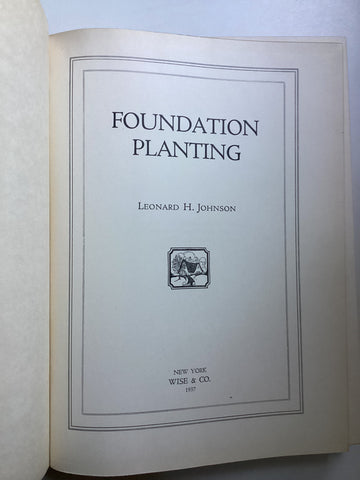 FOUNDATION
PLANTING
LEONARD H. JOHNSON
NEW YORK
WISE & CO.
1937